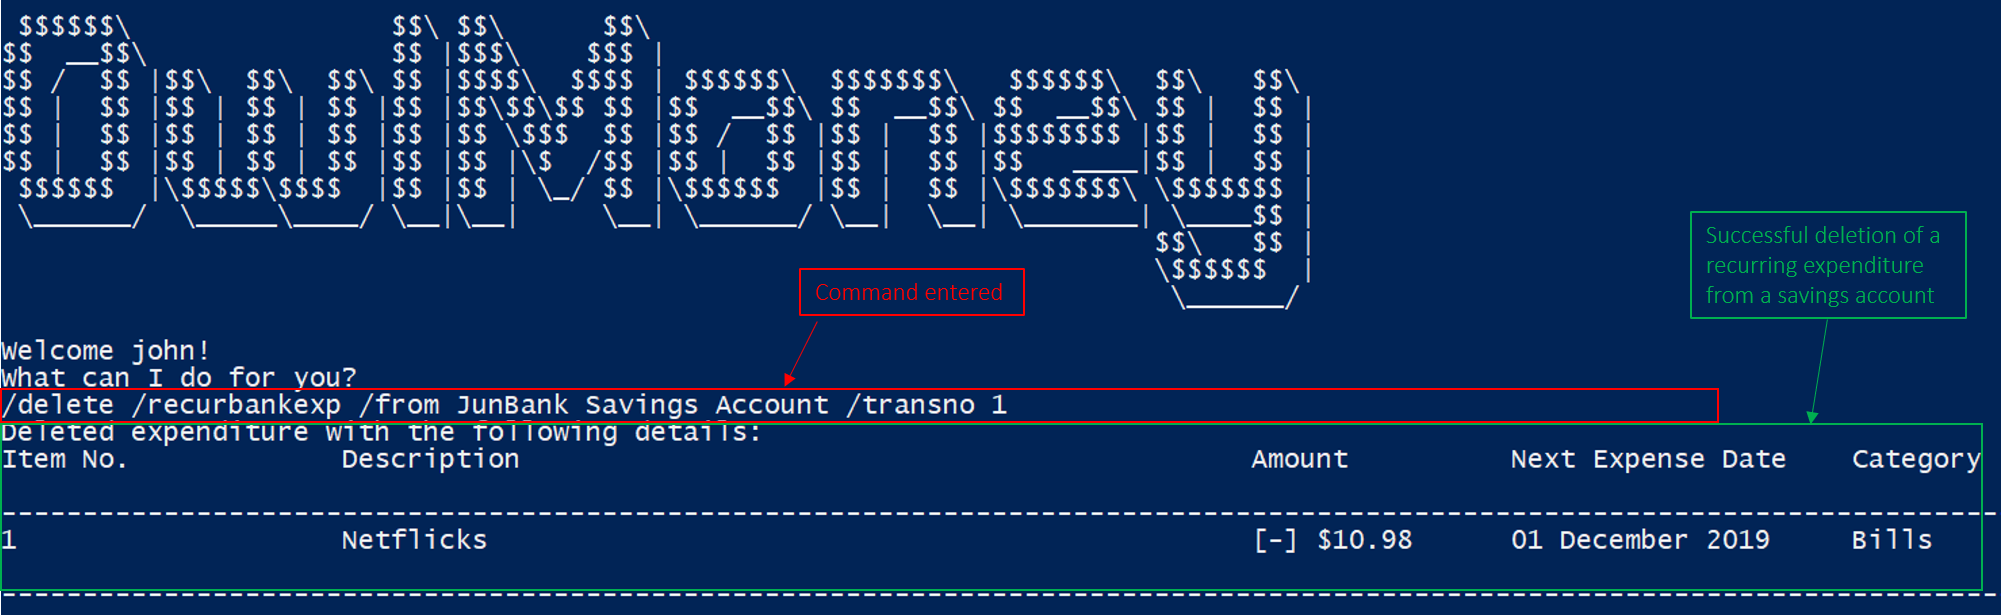 OwlMoney
Successful deletion of a
recurring expenditure
from a savings account
Command entered
Welcome john!
What can I do for you?
/delete /recurbankexp /from JunBank Savings Account /transno 1
Deleted expenditure with the following details:
Item No. Description Amount Next Expense Date Category
1 Netflicks [-] $10.98 01 December 2019 Bills